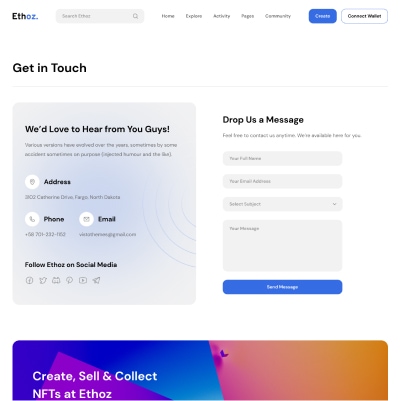 Ethoz.
Search Ethoz
Home Explore Activity Pages Community
Create
Connect Wallet
Get in Touch
We'd Love to Hear from You Guys!
Various versions have evolved over the years, sometimes by some
accident sometimes on purpose (injected humour and the like).
Address
3102 Catherine Drive, Fargo, North Dakota
Phone
+58 701-332-1152
Email
vistathemes@gmail.com
Follow Ethoz on Social Media
Drop Us a Message
Feel free to contact us anytime. We're available here for you.
Your Full Name
Your Email Address
Select Subject
Your Message
Send Message
Create, Sell & Collect
NFTs at Ethoz